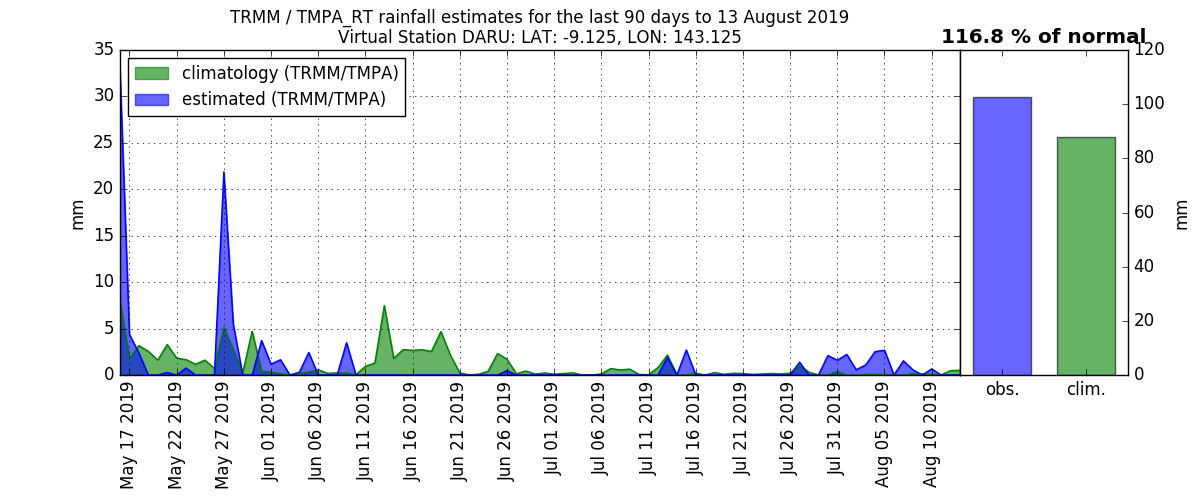 TRMM / TMPA_RT rainfall estimates for the last 90 days to 13 August 2019
Virtual Station DARU: LAT: -9.125, LON: 143.125
116.8 % of normal
climatology (TRMM/TMPA)
estimated (TRMM/TMPA)
35
30
25
20
15
10
5
0
mm
May 17 2019
May 22 2019
May 27 2019
Jun 01 2019
Jun 06 2019
Jun 11 2019
Jun 16 2019
Jun 21 2019
Jun 26 2019
Jul 01 2019
Jul 06 2019
Jul 11 2019
Jul 16 2019
Jul 21 2019
Jul 26 2019
Jul 31 2019
Aug 05 2019
Aug 10 2019
120
100
80
60
40
20
0
mm
obs.
clim.